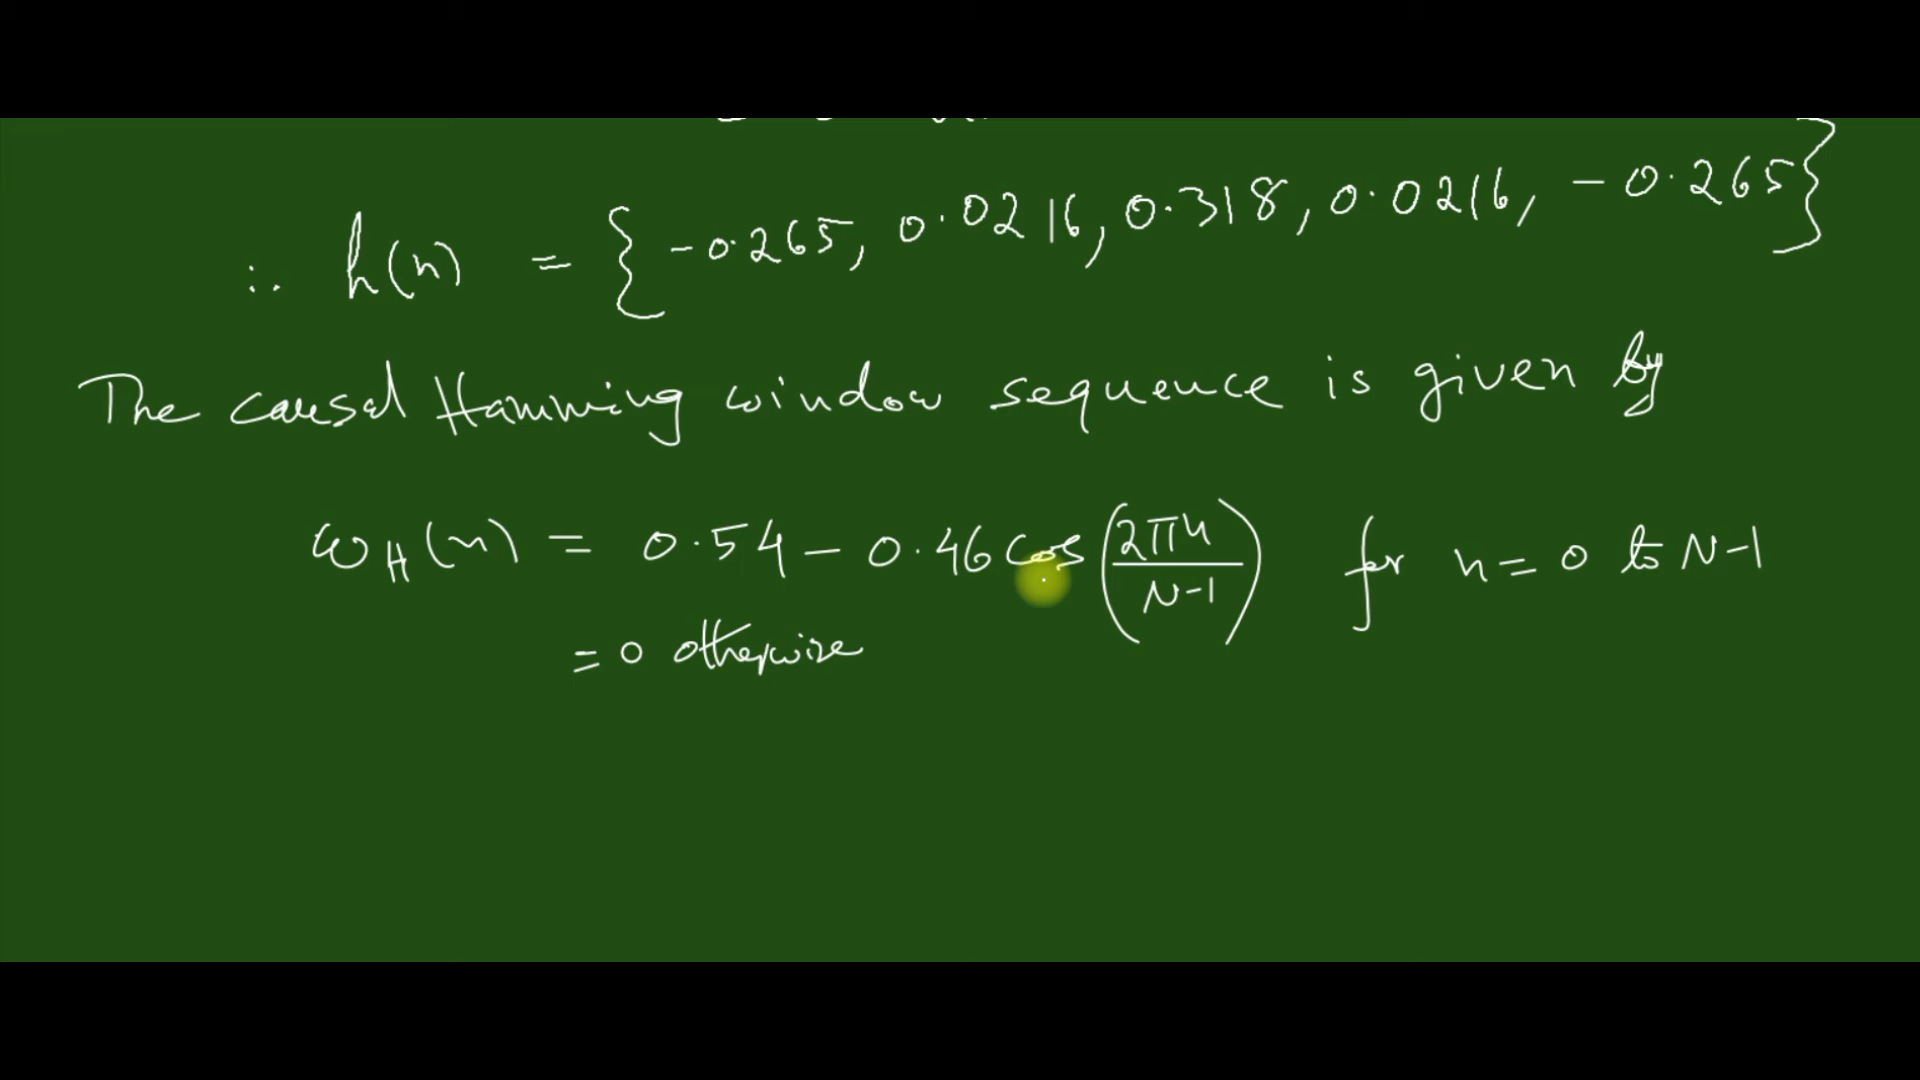 ∴ h(n) = {-0.265, 0.0216, 0.318, 0.0216, -0.265}
The causal Hamming window sequence is given by
ω_H(n) = 0.54 - 0.46 cos(2πn/N-1) for n = 0 to N-1
= 0 otherwise